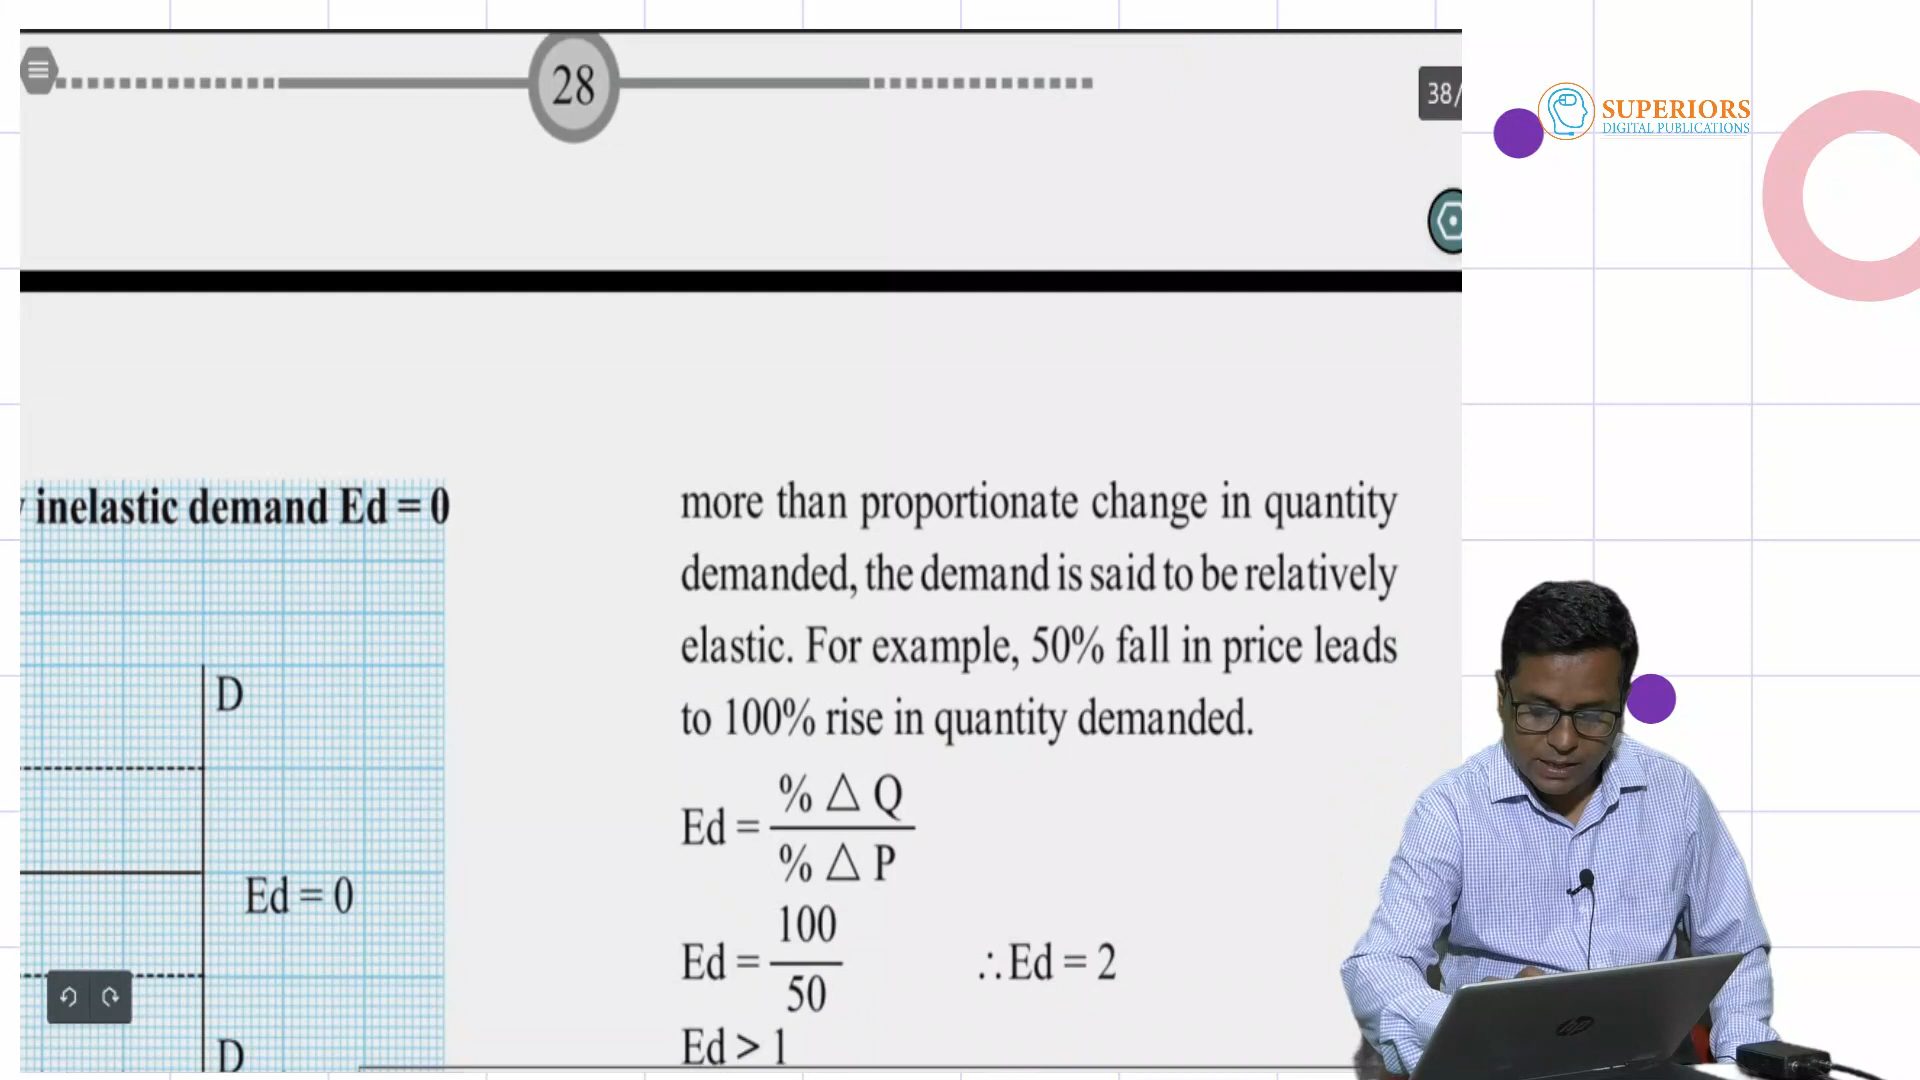 28
38/
SUPERIORS
DIGITAL PUBLICATIONS
inelastic demand Ed = 0
D
Ed = 0
D
more than proportionate change in quantity
demanded, the demand is said to be relatively
elastic. For example, 50% fall in price leads
to 100% rise in quantity demanded.
Ed = % △ Q / % △ P
Ed = 100 / 50 ∴ Ed = 2
Ed > 1
hp